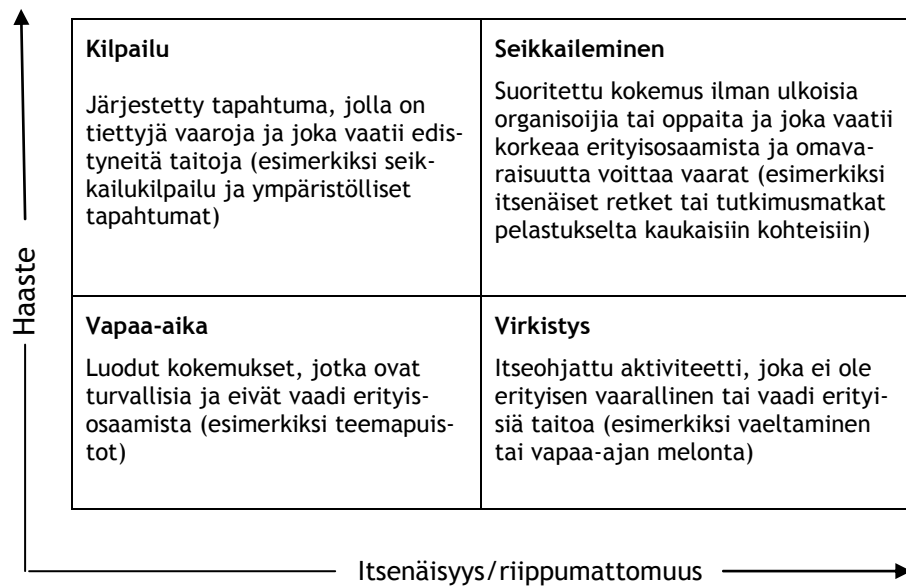 Kilpailu
Järjestetty tapahtuma, jolla on
tiettyjä vaaroja ja joka vaatii edis-
tyneitä taitoja (esimerkiksi seik-
kailukilpailu ja ympäristölliset
tapahtumat)
Seikkaileminen
Suoritettu kokemus ilman ulkoisia
organisoijia tai oppaita ja joka vaatii
korkeaa erityisosaamista ja omava-
raisuutta voittaa vaarat (esimerkiksi
itsenäiset retket tai tutkimusmatkat
pelastukselta kaukaisiin kohteisiin)
Haaste
Vapaa-aika
Luodut kokemukset, jotka ovat
turvallisia ja eivät vaadi erityis-
osaamista (esimerkiksi teemapuis-
tot)
Virkistys
Itseohjattu aktiviteetti, joka ei ole
erityisen vaarallinen tai vaadi erityi-
siä taitoa (esimerkiksi vaeltaminen
tai vapaa-ajan melonta)
Itsenäisyys/riippumattomuus